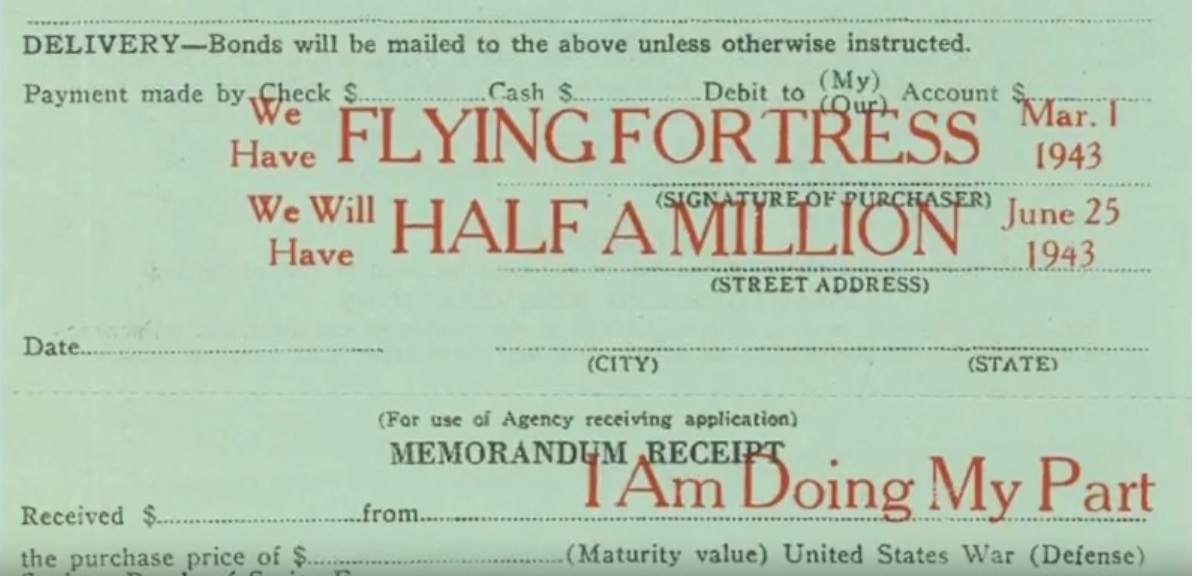 DELIVERY—Bonds will be mailed to the above unless otherwise instructed.
Payment made by Check $ Cash $ Debit to (My) (Our) Account $
We Have FLYING FORTRESS Mar. 1 1943
(SIGNATURE OF PURCHASER)
We Will Have HALF A MILLION June 25 1943
(STREET ADDRESS)
Date
(CITY) (STATE)
(For use of Agency receiving application)
MEMORANDUM RECEIPT
I Am Doing My Part
Received $ from
the purchase price of $ (Maturity value) United States War (Defense)